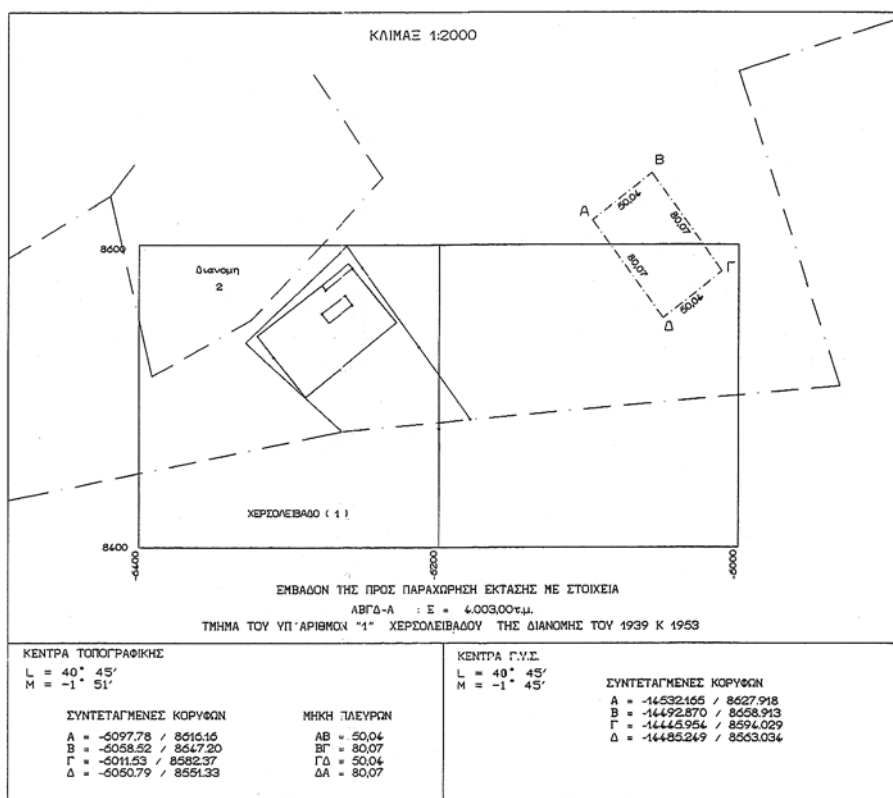 ΚΛΙΜΑΞ 1:2000
Β
Α
50,04
80,07
80,07
Γ
50,04
Δ
8600
Διανομη
2
ΧΕΡΣΟΛΕΙΒΑΔΟ ( 1 )
8400
-6400
-6200
-6000
ΕΜΒΑΔΟΝ ΤΗΣ ΠΡΟΣ ΠΑΡΑΧΩΡΗΣΗ ΕΚΤΑΣΗΣ ΜΕ ΣΤΟΙΧΕΙΑ
ΑΒΓΔ-Α : Ε = 4.003,00τ.μ.
ΤΜΗΜΑ ΤΟΥ ΥΠ'ΑΡΙΘΜΟΝ "1" ΧΕΡΣΟΛΕΙΒΑΔΟΥ ΤΗΣ ΔΙΑΝΟΜΗΣ ΤΟΥ 1939 Κ 1953
ΚΕΝΤΡΑ ΤΟΠΟΓΡΑΦΙΚΗΣ
L = 40° 45'
M = -1° 51'
ΣΥΝΤΕΤΑΓΜΕΝΕΣ ΚΟΡΥΦΩΝ
Α = -6097.78 / 8616.16
Β = -6058.52 / 8647.20
Γ = -6011.53 / 8582.37
Δ = -6050.79 / 8551.33
ΜΗΚΗ ΠΛΕΥΡΩΝ
ΑΒ = 50,04
ΒΓ = 80,07
ΓΔ = 50,04
ΔΑ = 80,07
ΚΕΝΤΡΑ Γ.Υ.Σ.
L = 40° 45'
M = -1° 45'
ΣΥΝΤΕΤΑΓΜΕΝΕΣ ΚΟΡΥΦΩΝ
Α = -14532.165 / 8627.918
Β = -14492.870 / 8658.913
Γ = -14445.954 / 8594.029
Δ = -14485.249 / 8563.034